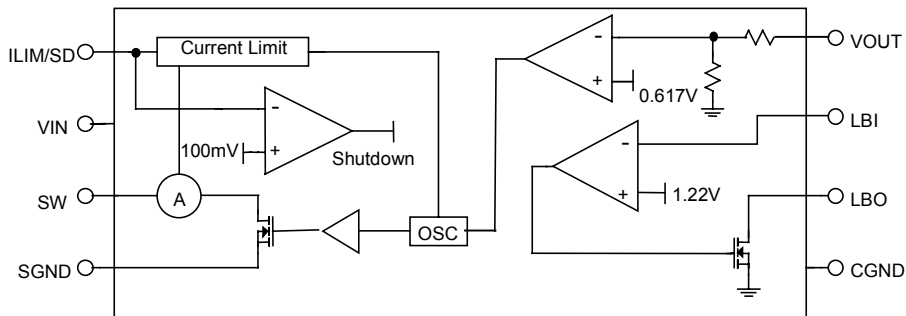 ILIM/SD
Current Limit
VOUT
-
+
0.617V
VIN
-
+
100mV
Shutdown
LBI
-
+
1.22V
SW
A
OSC
LBO
SGND
CGND